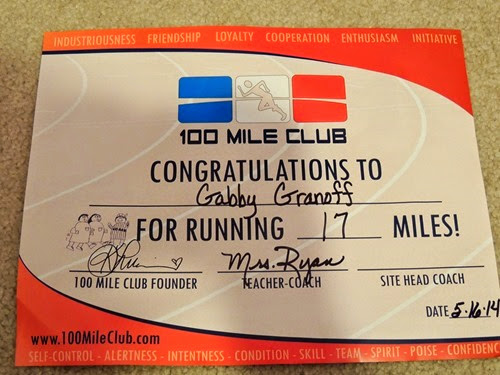 INDUSTRIOUSNESS FRIENDSHIP LOYALTY COOPERATION ENTHUSIASM INITIATIVE
100 MILE CLUB
CONGRATULATIONS TO
Gabby Granoff
FOR RUNNING 17 MILES!
Mrs. Ryan
100 MILE CLUB FOUNDER TEACHER-COACH SITE HEAD COACH
DATE 5.16.14
www.100MileClub.com
SELF-CONTROL - ALERTNESS - INTENTNESS - CONDITION - SKILL - TEAM - SPIRIT - POISE - CONFIDENC